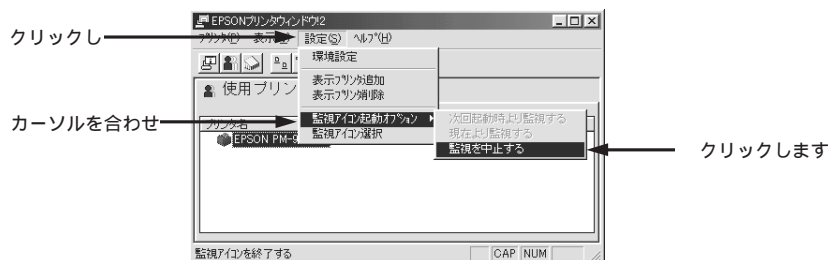 EPSONプリンタウィンドウ!2
クリックし
プリンタ(P) 表示(V) 設定(S) ヘルプ(H)
環境設定
表示プリンタ追加
表示プリンタ削除
使用プリン
カーソルを合わせ
プリンタ名
監視アイコン起動オプション
次回起動時より監視する
監視アイコン選択
現在より監視する
EPSON PM-9
監視を中止する
クリックします
監視アイコンを終了する
CAP NUM